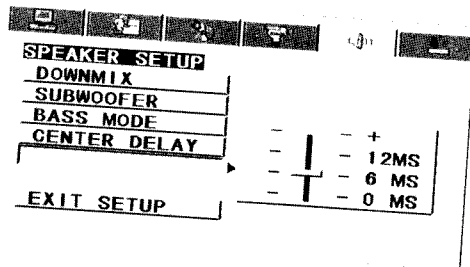 SPEAKER SETUP
DOWNMIX
SUBWOOFER
BASS MODE
CENTER DELAY
EXIT SETUP
- - +
- - 12MS
- - 6 MS
- - 0 MS